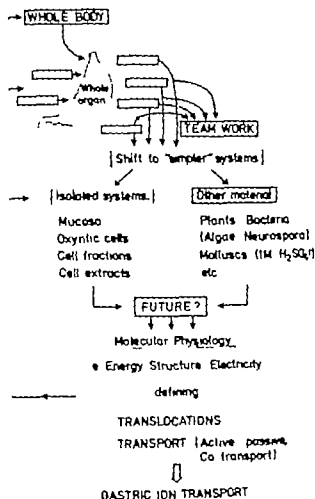 WHOLE BODY
Whole
organ
TEAM WORK
Shift to "simpler" systems
Isolated systems.
Mucosa
Oxyntic cells
Cell fractions
Cell extracts
Other material
Plants Bacteria
(Algae Neurospora)
Molluscs (1M H₂SO₄!)
etc
FUTURE?
Molecular Physiology
e Energy Structure Electricity
defining
TRANSLOCATIONS
TRANSPORT (Active passive,
Co transport)
GASTRIC ION TRANSPORT